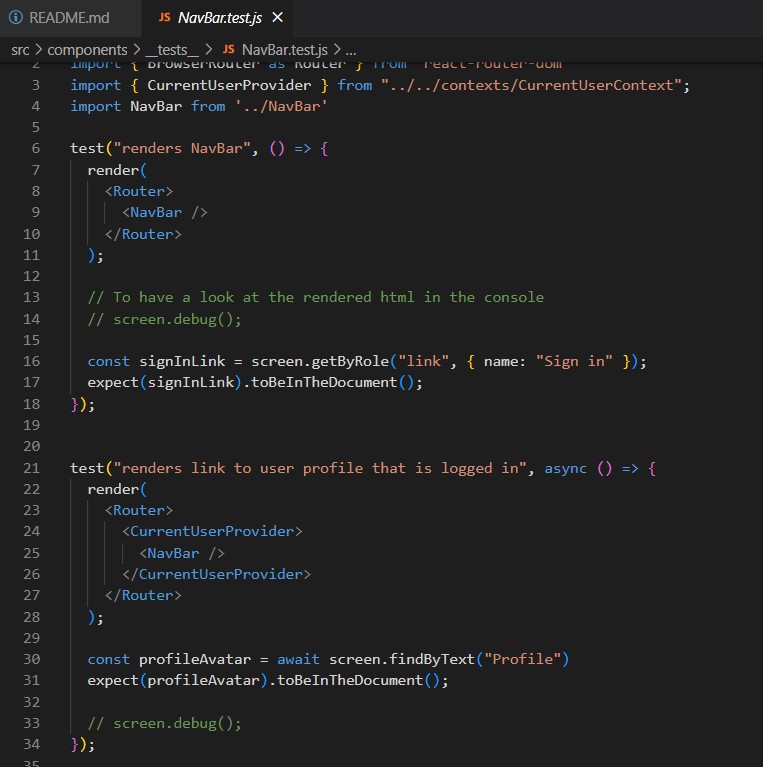 README.md
JS NavBar.test.js ×
src > components > __tests__ > JS NavBar.test.js > ...
2 import { BrowserRouter as Router } from "react-router-dom"
3 import { CurrentUserProvider } from "../../contexts/CurrentUserContext";
4 import NavBar from '../NavBar'
5
6 test("renders NavBar", () => {
7 render(
8 <Router>
9 <NavBar />
10 </Router>
11 );
12
13 // To have a look at the rendered html in the console
14 // screen.debug();
15
16 const signInLink = screen.getByRole("link", { name: "Sign in" });
17 expect(signInLink).toBeInTheDocument();
18 });
19
20
21 test("renders link to user profile that is logged in", async () => {
22 render(
23 <Router>
24 <CurrentUserProvider>
25 <NavBar />
26 </CurrentUserProvider>
27 </Router>
28 );
29
30 const profileAvatar = await screen.findByText("Profile")
31 expect(profileAvatar).toBeInTheDocument();
32
33 // screen.debug();
34 });
35